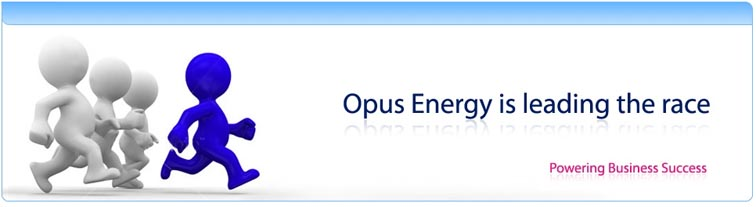 Opus Energy is leading the race
Powering Business Success